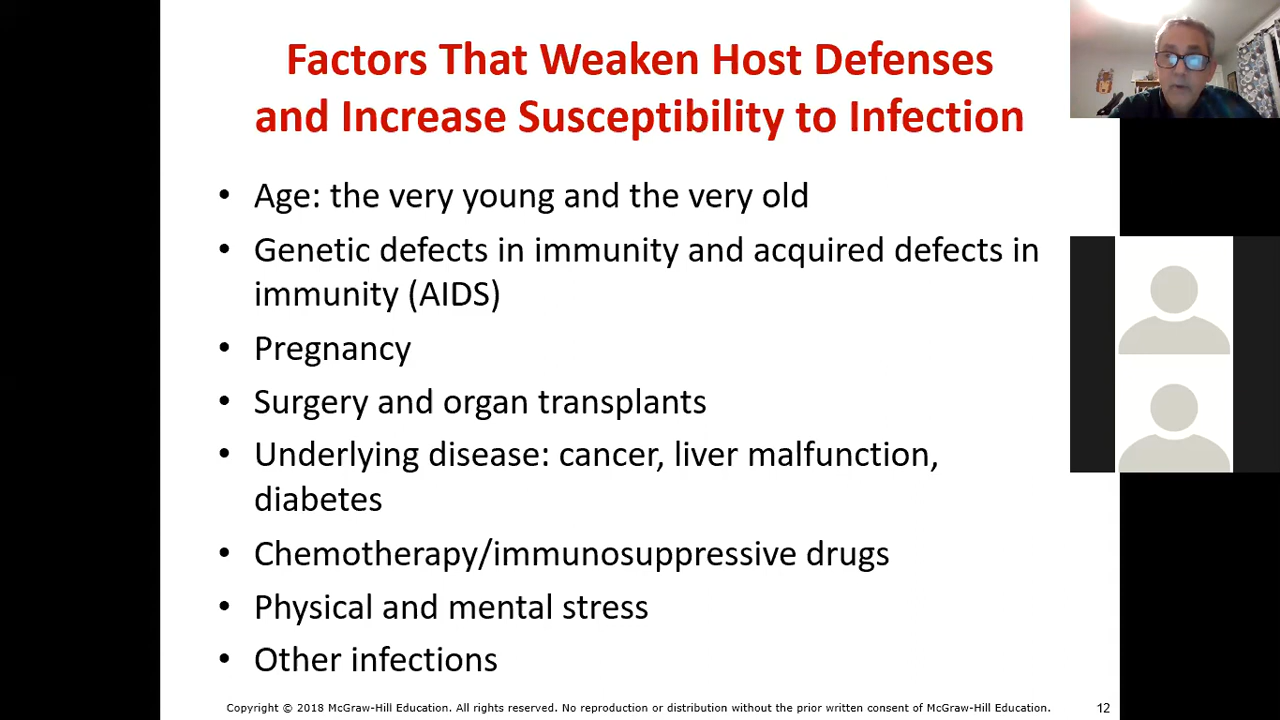 Factors That Weaken Host Defenses
and Increase Susceptibility to Infection
• Age: the very young and the very old
• Genetic defects in immunity and acquired defects in
immunity (AIDS)
• Pregnancy
• Surgery and organ transplants
• Underlying disease: cancer, liver malfunction,
diabetes
• Chemotherapy/immunosuppressive drugs
• Physical and mental stress
• Other infections
Copyright © 2018 McGraw-Hill Education. All rights reserved. No reproduction or distribution without the prior written consent of McGraw-Hill Education.
12